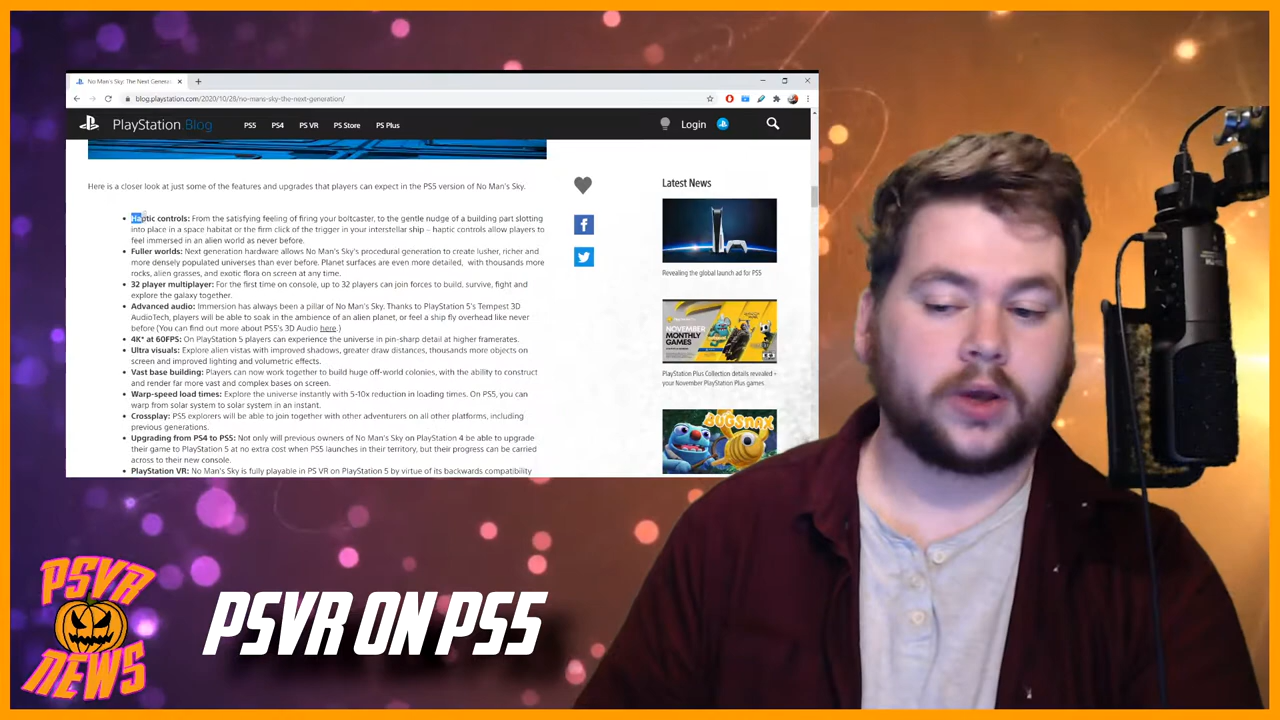 No Man's Sky: The Next Genera
blog.playstation.com/2020/10/28/no-mans-sky-the-next-generation/
PlayStation.Blog PS5 PS4 PS VR PS Store PS Plus Login
Here is a closer look at just some of the features and upgrades that players can expect in the PS5 version of No Man's Sky.
Haptic controls: From the satisfying feeling of firing your boltcaster, to the gentle nudge of a building part slotting
into place in a space habitat or the firm click of the trigger in your interstellar ship – haptic controls allow players to
feel immersed in an alien world as never before.
Fuller worlds: Next generation hardware allows No Man's Sky's procedural generation to create lusher, richer and
more densely populated universes than ever before. Planet surfaces are even more detailed, with thousands more
rocks, alien grasses, and exotic flora on screen at any time.
32 player multiplayer: For the first time on console, up to 32 players can join forces to build, survive, fight and
explore the galaxy together.
Advanced audio: Immersion has always been a pillar of No Man's Sky. Thanks to PlayStation 5's Tempest 3D
AudioTech, players will be able to soak in the ambience of an alien planet, or feel a ship fly overhead like never
before (You can find out more about PS5's 3D Audio here.)
4K* at 60FPS: On PlayStation 5 players can experience the universe in pin-sharp detail at higher framerates.
Ultra visuals: Explore alien vistas with improved shadows, greater draw distances, thousands more objects on
screen and improved lighting and volumetric effects.
Vast base building: Players can now work together to build huge off-world colonies, with the ability to construct
and render far more vast and complex bases on screen.
Warp-speed load times: Explore the universe instantly with 5-10x reduction in loading times. On PS5, you can
warp from solar system to solar system in an instant.
Crossplay: PS5 explorers will be able to join together with other adventurers on all other platforms, including
previous generations.
Upgrading from PS4 to PS5: Not only will previous owners of No Man's Sky on PlayStation 4 be able to upgrade
their game to PlayStation 5 at no extra cost when PS5 launches in their territory, but their progress can be carried
across to their new console.
PlayStation VR: No Man's Sky is fully playable in PS VR on PlayStation 5 by virtue of its backwards compatibility
Latest News
Revealing the global launch ad for PS5
NOVEMBER
MONTHLY
GAMES
PlayStation Plus Collection details revealed +
your November PlayStation Plus games
BUGSNAX
PSVR
NEWS
PSVR ON PS5